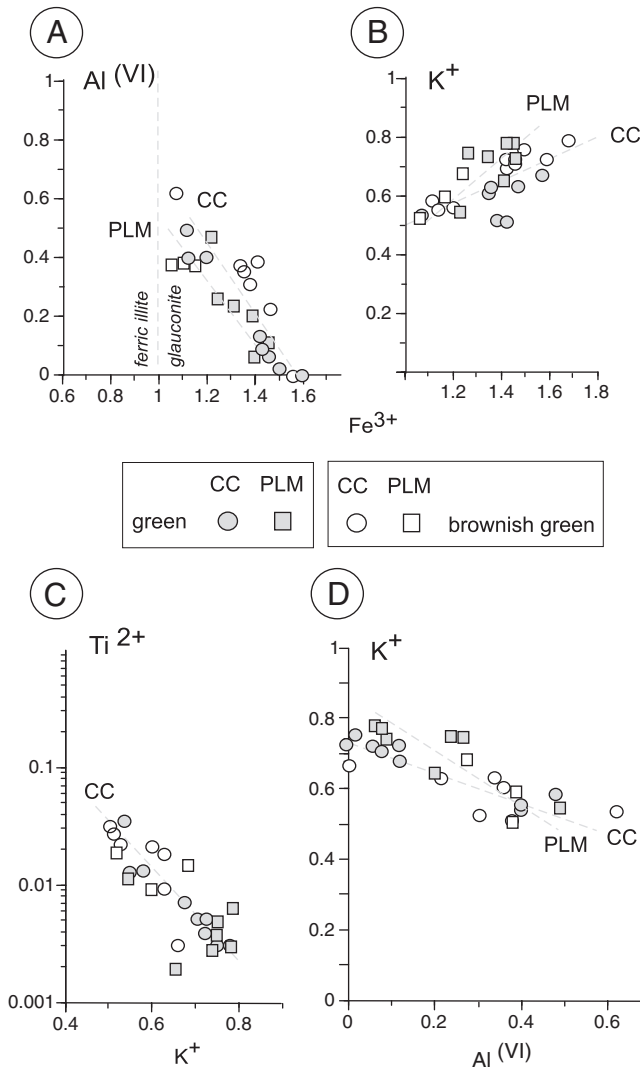 A
B
Al (VI)
K+
1
0.8
0.6
0.4
0.2
0
CC
PLM
ferric illite
glauconite
0.6 0.8 1 1.2 1.4 1.6
1
0.8
0.6
0.4
0.2
PLM
CC
1.2 1.4 1.6 1.8
Fe3+
CC PLM
green
CC PLM
brownish green
C
D
Ti 2+
K+
0.1
0.01
0.001
CC
0.4 0.6 0.8
K+
1
0.8
0.6
0.4
0.2
0
PLM
CC
0 0.2 0.4 0.6
Al (VI)